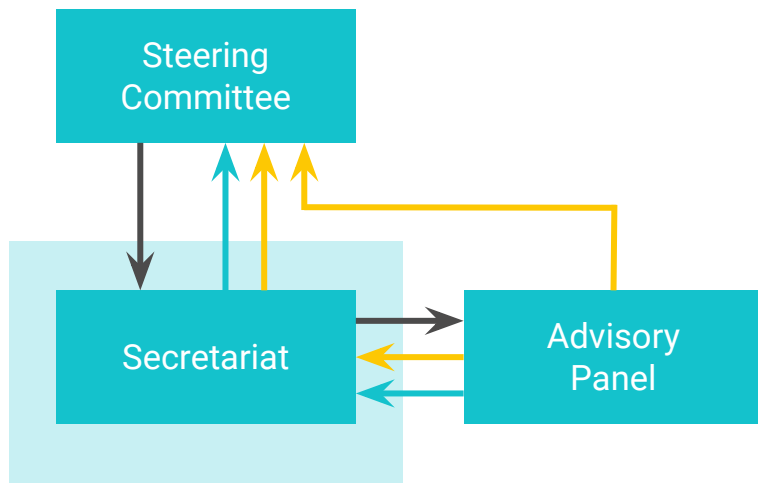 Steering
Committee
Secretariat
Advisory
Panel